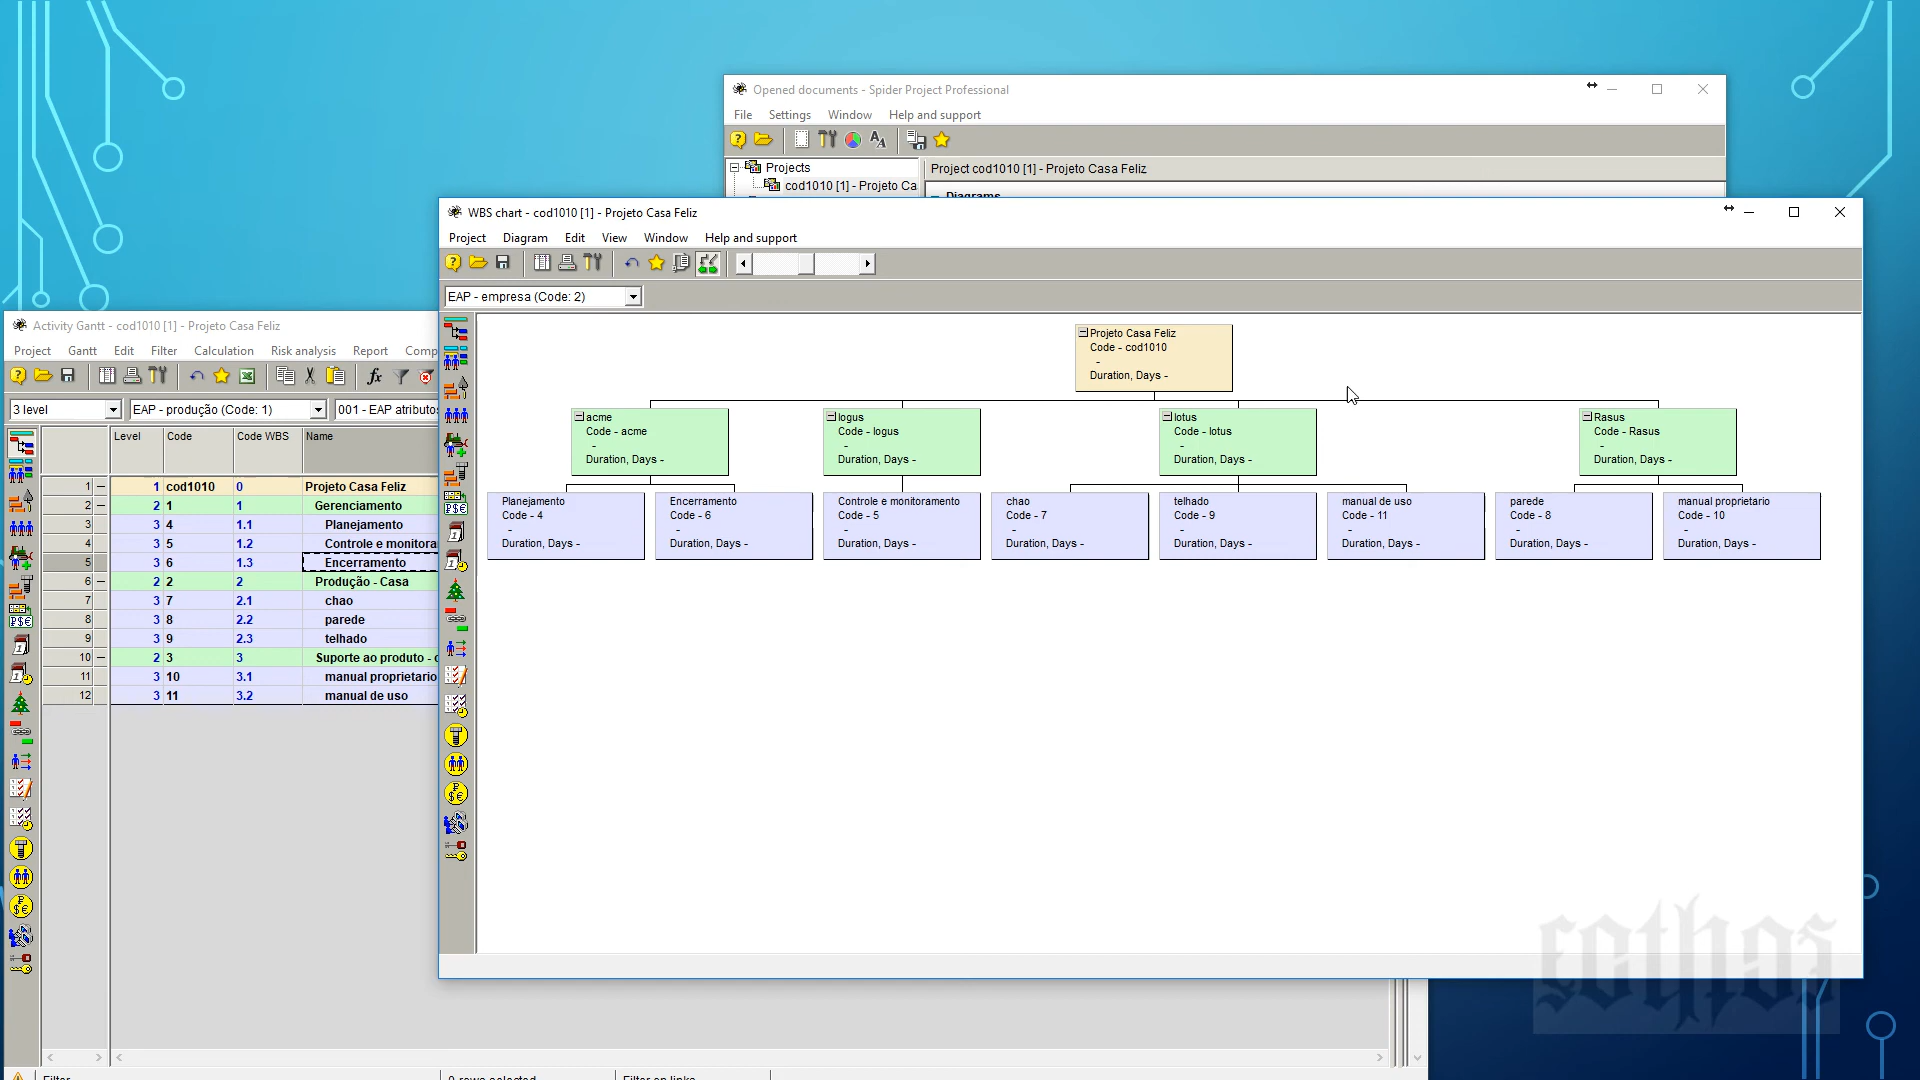 Opened documents - Spider Project Professional
File Settings Window Help and support
Projects
cod1010 [1] - Projeto Ca
Project cod1010 [1] - Projeto Casa Feliz
Diagrams
WBS chart - cod1010 [1] - Projeto Casa Feliz
Project Diagram Edit View Window Help and support
EAP - empresa (Code: 2)
Projeto Casa Feliz
Code - cod1010
-
Duration, Days -
acme
Code - acme
-
Duration, Days -
logus
Code - logus
-
Duration, Days -
lotus
Code - lotus
-
Duration, Days -
Rasus
Code - Rasus
-
Duration, Days -
Planejamento
Code - 4
-
Duration, Days -
Encerramento
Code - 6
-
Duration, Days -
Controle e monitoramento
Code - 5
-
Duration, Days -
chao
Code - 7
-
Duration, Days -
telhado
Code - 9
-
Duration, Days -
manual de uso
Code - 11
-
Duration, Days -
parede
Code - 8
-
Duration, Days -
manual proprietario
Code - 10
-
Duration, Days -
Activity Gantt - cod1010 [1] - Projeto Casa Feliz
Project Gantt Edit Filter Calculation Risk analysis Report Comp
3 level EAP - produção (Code: 1) 001 - EAP atributos
Level Code Code WBS Name
1 1 cod1010 0 Projeto Casa Feliz
2 2 1 1 Gerenciamento
3 3 4 1.1 Planejamento
4 3 5 1.2 Controle e monitora
5 3 6 1.3 Encerramento
6 2 2 2 Produção - Casa
7 3 7 2.1 chao
8 3 8 2.2 parede
9 3 9 2.3 telhado
10 2 3 3 Suporte ao produto - c
11 3 10 3.1 manual proprietario
12 3 11 3.2 manual de uso
Filter 0 rows selected Filter on links